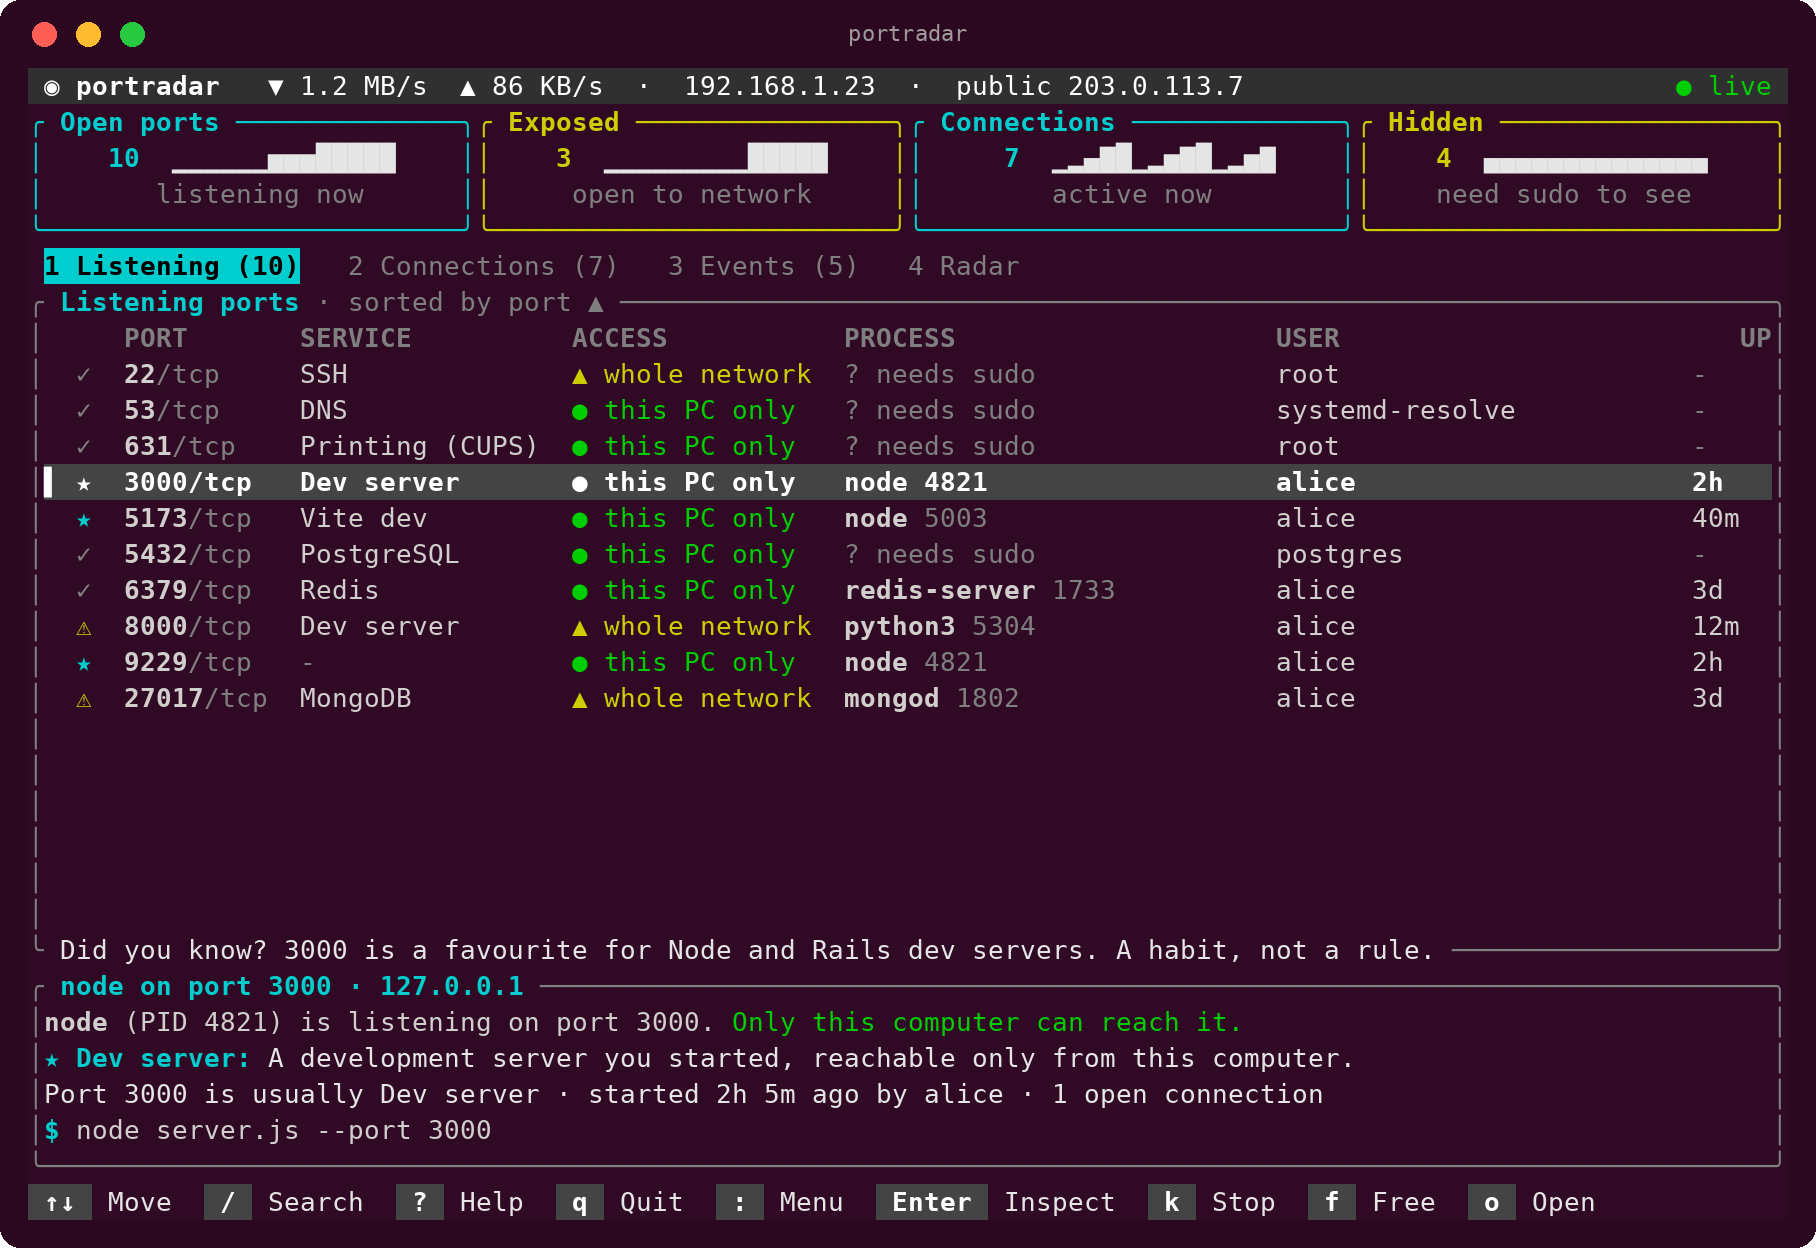 portradar
◉ portradar ▼ 1.2 MB/s ▲ 86 KB/s · 192.168.1.23 · public 203.0.113.7 ● live
Open ports Exposed Connections Hidden
10 3 7 4
listening now open to network active now need sudo to see
1 Listening (10) 2 Connections (7) 3 Events (5) 4 Radar
Listening ports · sorted by port ▲
PORT SERVICE ACCESS PROCESS USER UP
✓ 22/tcp SSH ▲ whole network ? needs sudo root -
✓ 53/tcp DNS ● this PC only ? needs sudo systemd-resolve -
✓ 631/tcp Printing (CUPS) ● this PC only ? needs sudo root -
★ 3000/tcp Dev server ● this PC only node 4821 alice 2h
★ 5173/tcp Vite dev ● this PC only node 5003 alice 40m
✓ 5432/tcp PostgreSQL ● this PC only ? needs sudo postgres -
✓ 6379/tcp Redis ● this PC only redis-server 1733 alice 3d
⚠ 8000/tcp Dev server ▲ whole network python3 5304 alice 12m
★ 9229/tcp - ● this PC only node 4821 alice 2h
⚠ 27017/tcp MongoDB ▲ whole network mongod 1802 alice 3d
Did you know? 3000 is a favourite for Node and Rails dev servers. A habit, not a rule.
node on port 3000 · 127.0.0.1
node (PID 4821) is listening on port 3000. Only this computer can reach it.
★ Dev server: A development server you started, reachable only from this computer.
Port 3000 is usually Dev server · started 2h 5m ago by alice · 1 open connection
$ node server.js --port 3000
↑↓ Move / Search ? Help q Quit : Menu Enter Inspect k Stop f Free o Open